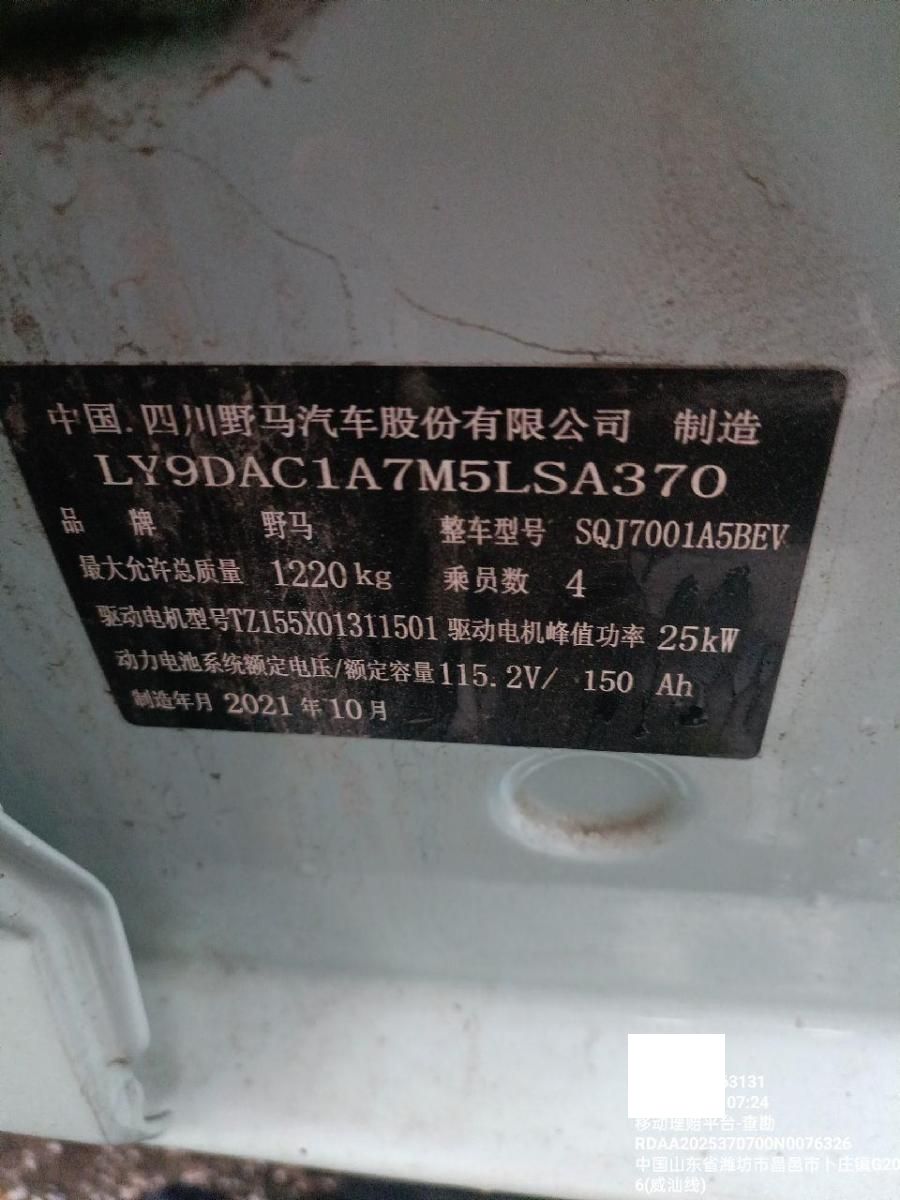 中国.四川野马汽车股份有限公司 制造
LY9DAC1A7M5LSA370
品 牌 野马 整车型号 SQJ7001A5BEV
最大允许总质量 1220kg 乘员数 4
驱动电机型号TZ155X01311501 驱动电机峰值功率 25kW
动力电池系统额定电压/额定容量115.2V/ 150 Ah
制造年月 2021 年 10 月
63131
07:24
移动理赔平台-查勘
RDAA2025370700N0076326
中国山东省潍坊市昌邑市卜庄镇G20
6(威汕线)